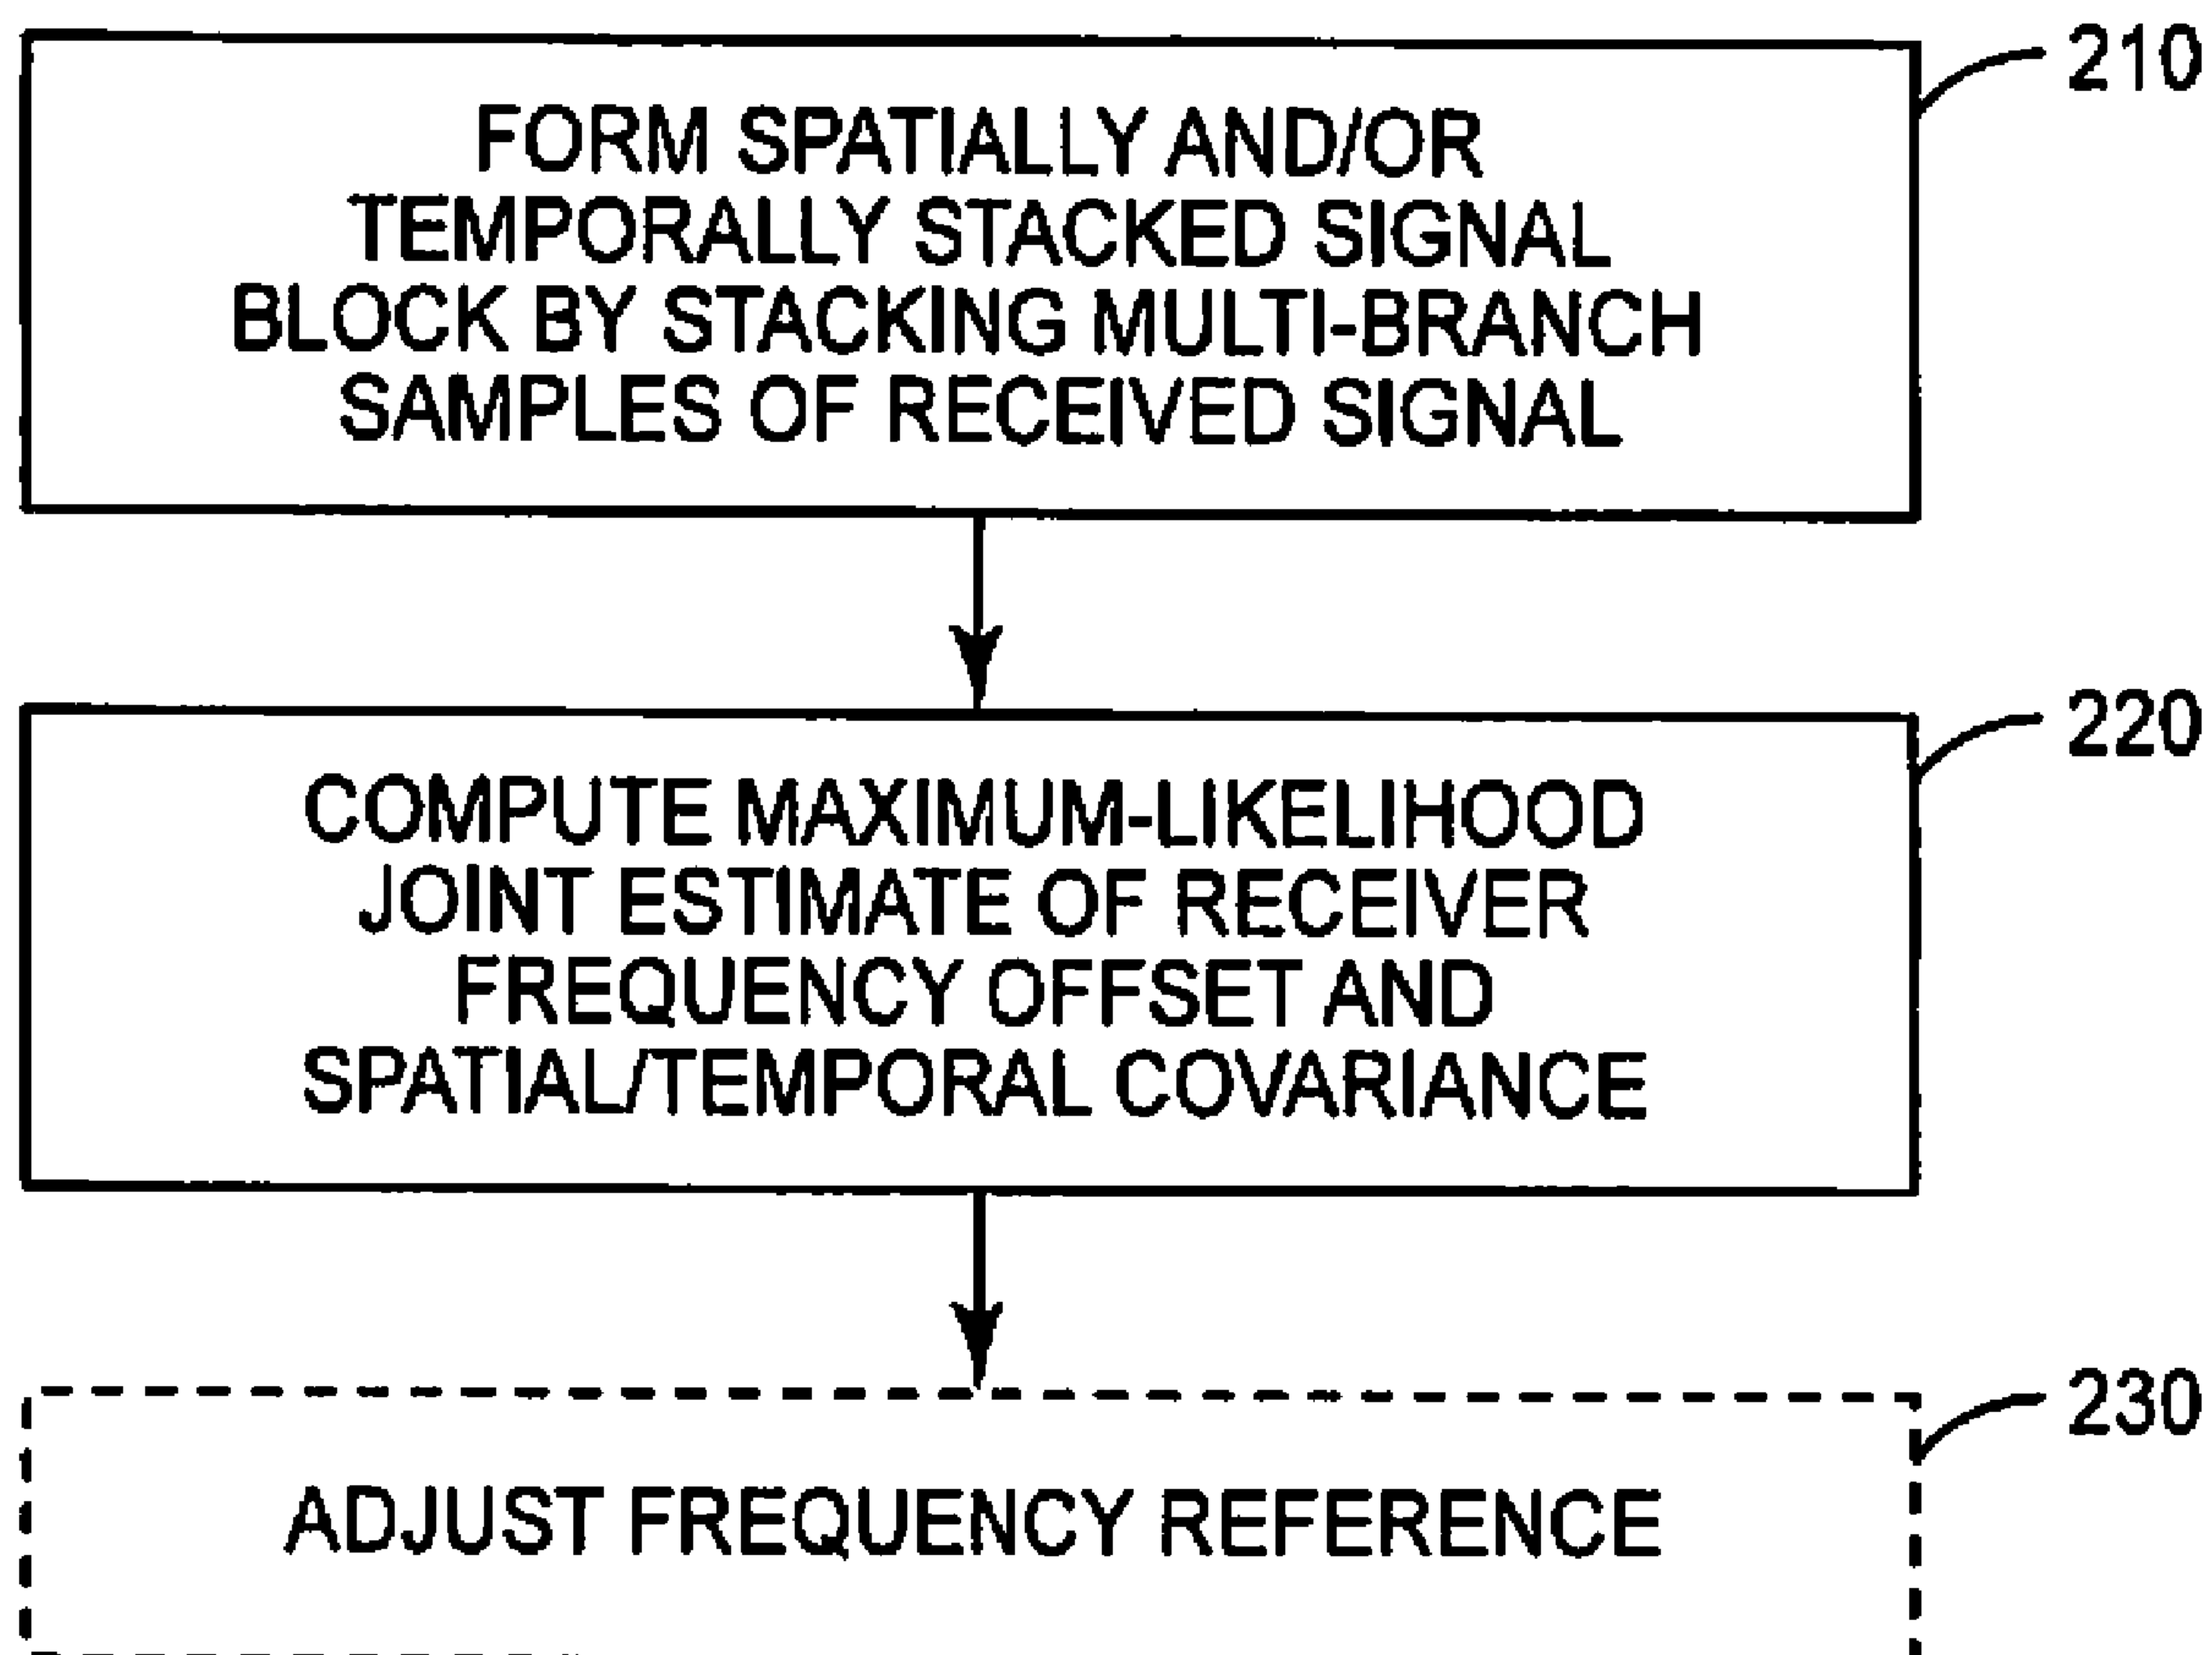 210
FORM SPATIALLY AND/OR
TEMPORALLY STACKED SIGNAL
BLOCK BY STACKING MULTI-BRANCH
SAMPLES OF RECEIVED SIGNAL
220
COMPUTE MAXIMUM-LIKELIHOOD
JOINT ESTIMATE OF RECEIVER
FREQUENCY OFFSET AND
SPATIAL/TEMPORAL COVARIANCE
230
ADJUST FREQUENCY REFERENCE